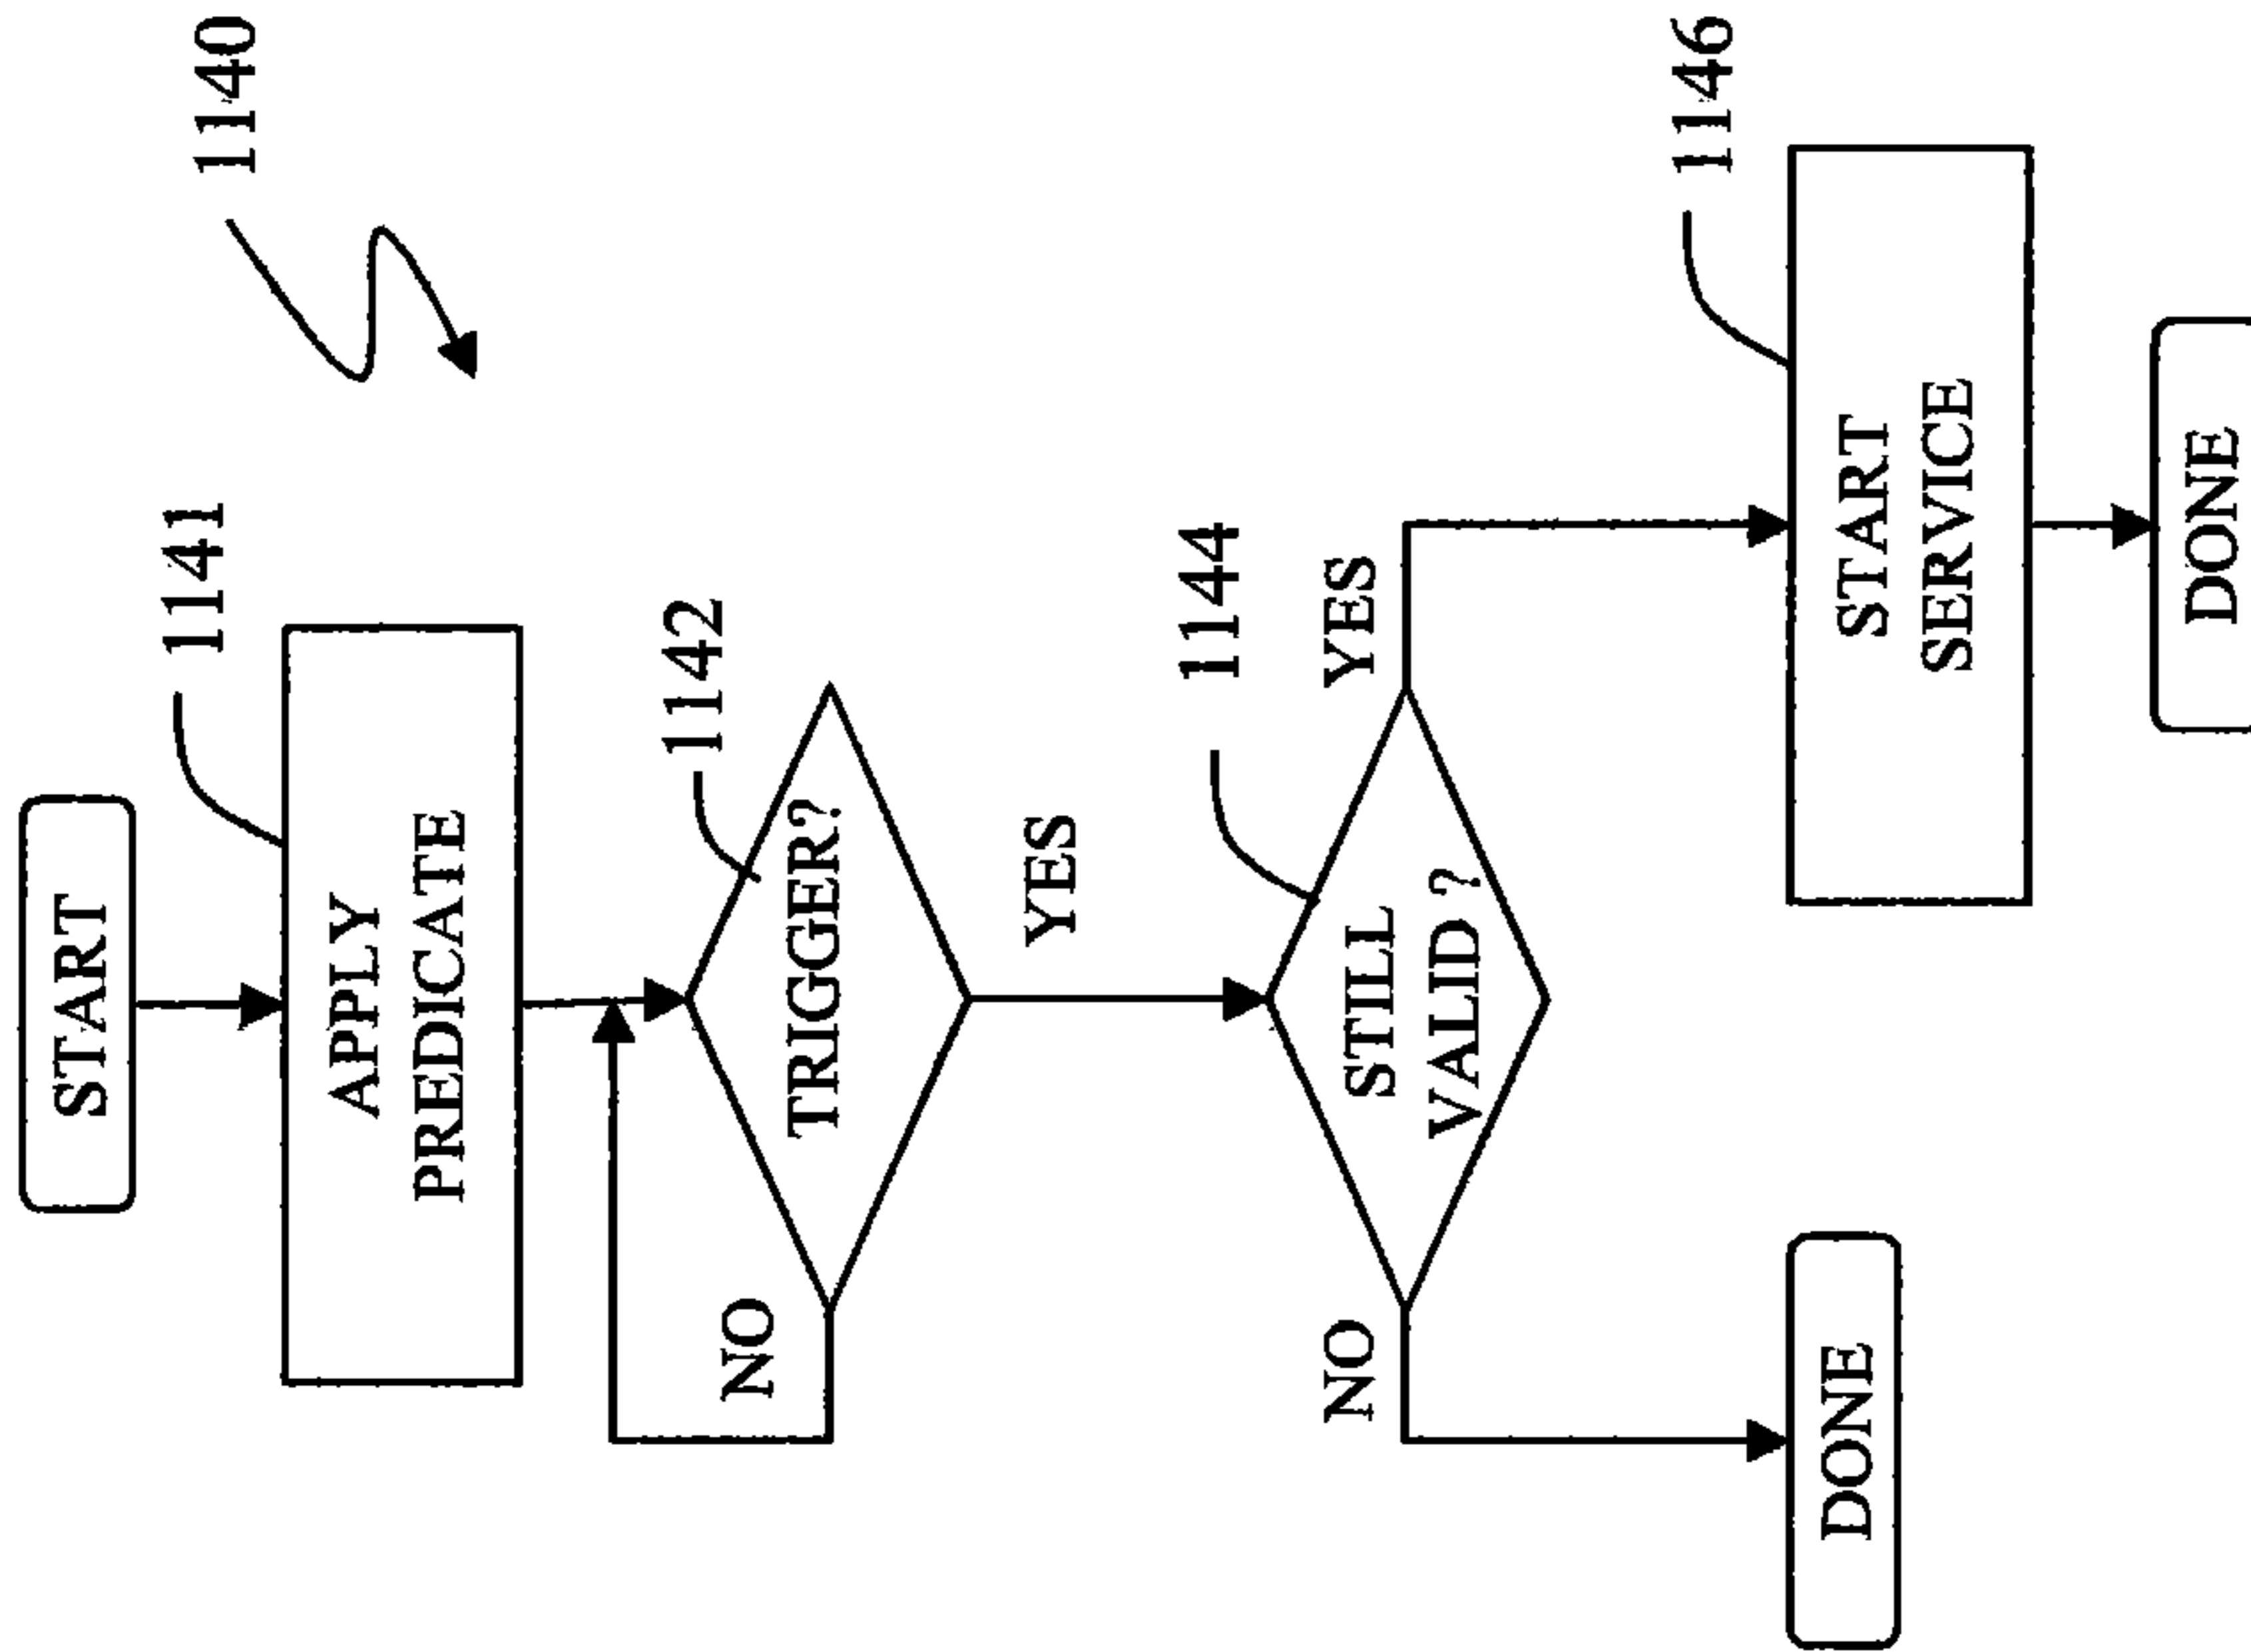 1140
START
1141
APPLY
PREDICATE
1142
TRIGGER?
NO
YES
1144
STILL
VALID ?
NO
YES
1146
START
SERVICE
DONE
DONE